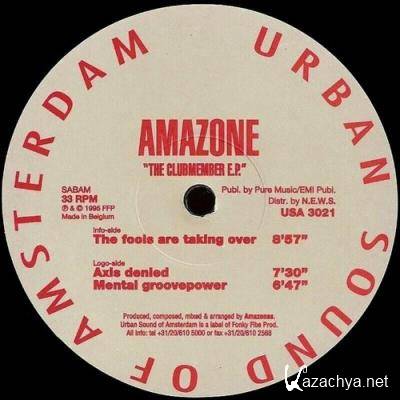 URBAN SOUND OF AMSTERDAM
AMAZONE
"THE CLUBMEMBER E.P."
SABAM
33 RPM
℗ & © 1995 FFP
Made in Belgium
Publ. by Pure Music/EMI Publ.
Distr. by N.E.W.S.
USA 3021
Info-side
The fools are taking over 8'57"
Logo-side
Axis denied 7'30"
Mental groovepower 6'47"
Produced, composed, mixed & arranged by Amazones.
Urban Sound of Amsterdam is a label of Fonky Fibe Prod.
All info: tel +31/20/610 5000 or fax +31/20/610 2568
Kazachya.net